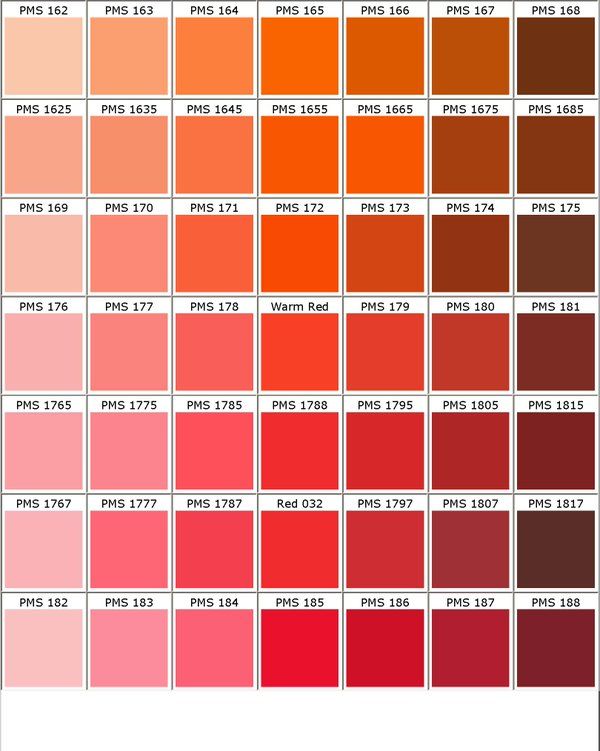 PMS 162 PMS 163 PMS 164 PMS 165 PMS 166 PMS 167 PMS 168
PMS 1625 PMS 1635 PMS 1645 PMS 1655 PMS 1665 PMS 1675 PMS 1685
PMS 169 PMS 170 PMS 171 PMS 172 PMS 173 PMS 174 PMS 175
PMS 176 PMS 177 PMS 178 Warm Red PMS 179 PMS 180 PMS 181
PMS 1765 PMS 1775 PMS 1785 PMS 1788 PMS 1795 PMS 1805 PMS 1815
PMS 1767 PMS 1777 PMS 1787 Red 032 PMS 1797 PMS 1807 PMS 1817
PMS 182 PMS 183 PMS 184 PMS 185 PMS 186 PMS 187 PMS 188